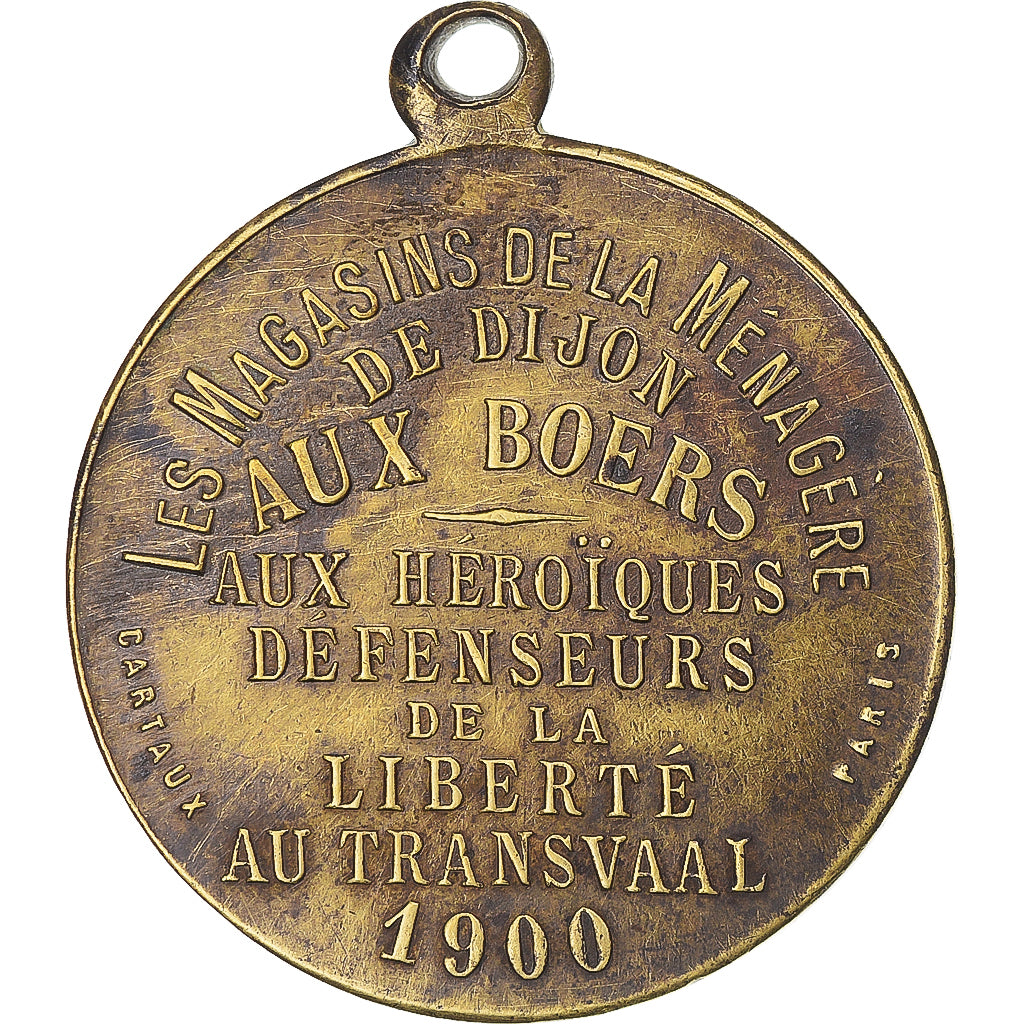 LES MAGASINS DE LA MÉNAGÈRE
DE DIJON
AUX BOERS
AUX HÉROÏQUES
DÉFENSEURS
DE LA
LIBERTÉ
AU TRANSVAAL
1900
CARTAUX
PARIS